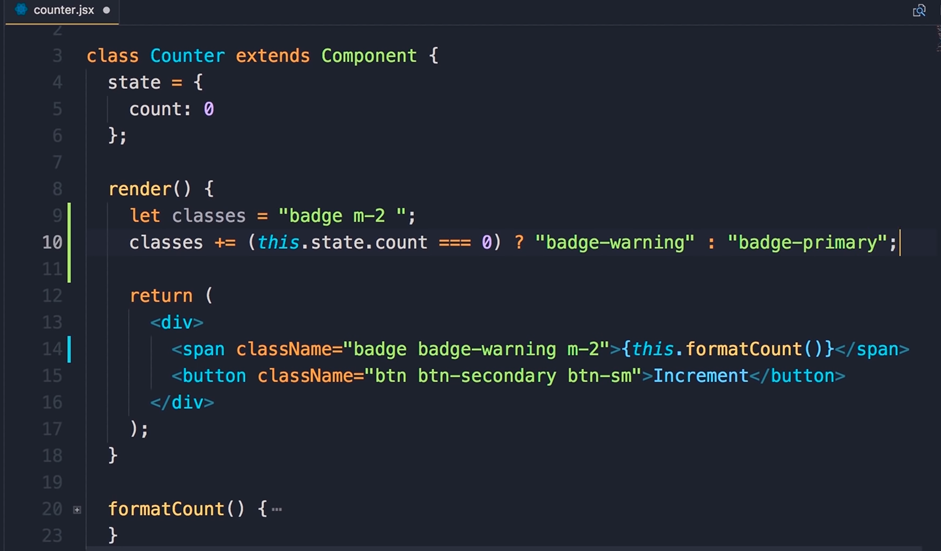 counter.jsx
2
3 class Counter extends Component {
4 state = {
5 count: 0
6 };
7
8 render() {
9 let classes = "badge m-2 ";
10 classes += (this.state.count === 0) ? "badge-warning" : "badge-primary";
11
12 return (
13 <div>
14 <span className="badge badge-warning m-2">{this.formatCount()}</span>
15 <button className="btn btn-secondary btn-sm">Increment</button>
16 </div>
17 );
18 }
19
20 formatCount() {⋯
23 }